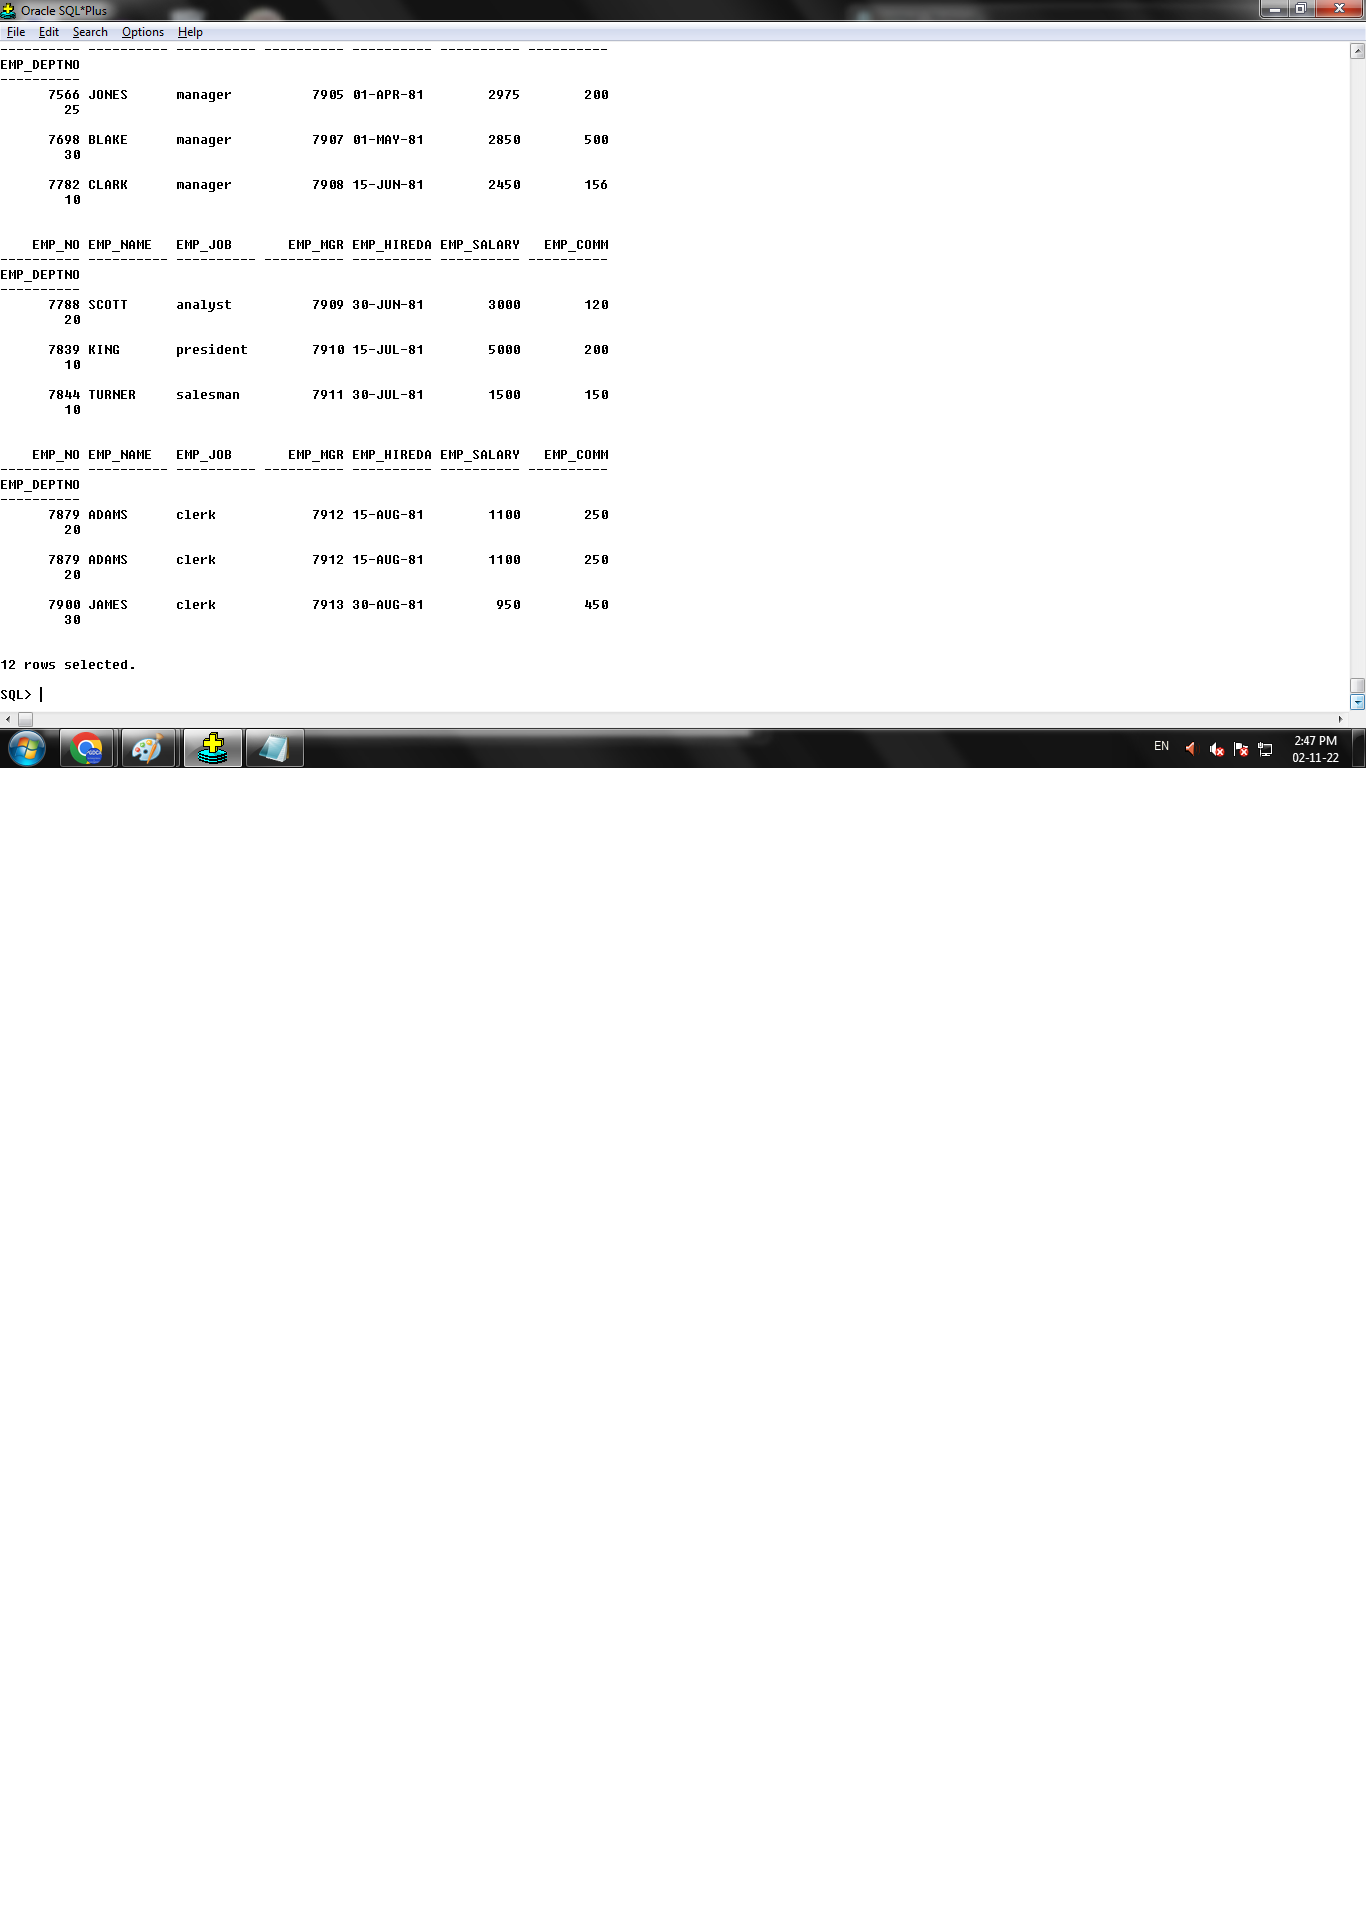 Oracle SQL*Plus
File Edit Search Options Help
---------- ---------- ---------- ---------- ---------- ---------- ----------
EMP_DEPTNO
----------
      7566 JONES      manager          7905 01-APR-81        2975        200
        25
      7698 BLAKE      manager          7907 01-MAY-81        2850        500
        30
      7782 CLARK      manager          7908 15-JUN-81        2450        156
        10
    EMP_NO EMP_NAME   EMP_JOB       EMP_MGR EMP_HIREDA EMP_SALARY   EMP_COMM
---------- ---------- ---------- ---------- ---------- ---------- ----------
EMP_DEPTNO
----------
      7788 SCOTT      analyst          7909 30-JUN-81        3000        120
        20
      7839 KING       president        7910 15-JUL-81        5000        200
        10
      7844 TURNER     salesman         7911 30-JUL-81        1500        150
        10
    EMP_NO EMP_NAME   EMP_JOB       EMP_MGR EMP_HIREDA EMP_SALARY   EMP_COMM
---------- ---------- ---------- ---------- ---------- ---------- ----------
EMP_DEPTNO
----------
      7879 ADAMS      clerk            7912 15-AUG-81        1100        250
        20
      7879 ADAMS      clerk            7912 15-AUG-81        1100        250
        20
      7900 JAMES      clerk            7913 30-AUG-81         950        450
        30
12 rows selected.
SQL>
EN
2:47 PM
02-11-22